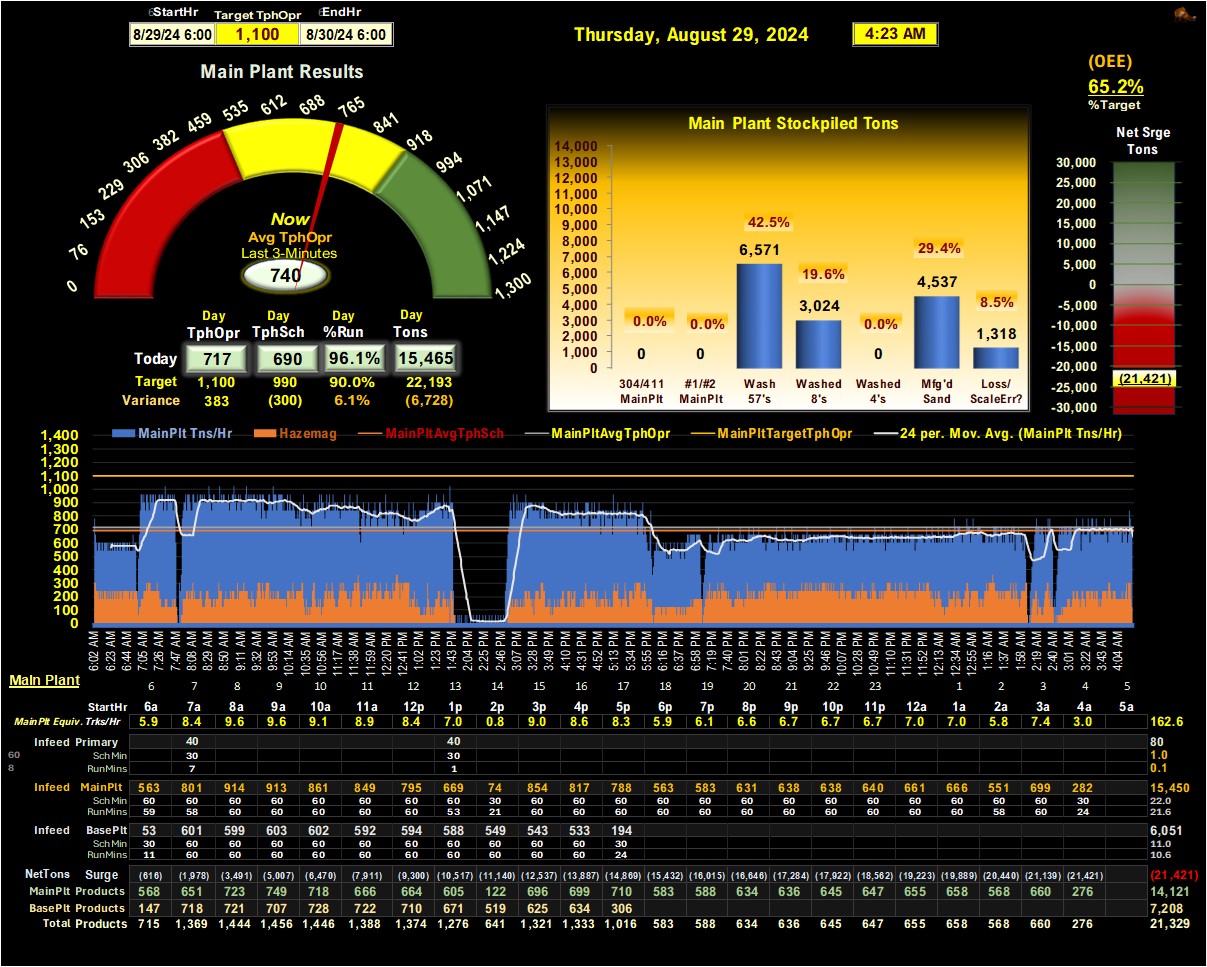 StartHr Target TphOpr EndHr
8/29/24 6:00 1,100 8/30/24 6:00
Thursday, August 29, 2024 4:23 AM
(OEE)
65.2%
%Target
Main Plant Results
0 76 153 229 306 382 459 535 612 688 765 841 918 994 1,071 1,147 1,224 1,300
Now
Avg TphOpr
Last 3-Minutes
740
Day Day Day Day
TphOpr TphSch %Run Tons
Today 717 690 96.1% 15,465
Target 1,100 990 90.0% 22,193
Variance 383 (300) 6.1% (6,728)
Main Plant Stockpiled Tons
14,000
13,000
12,000
11,000
10,000
9,000
8,000
7,000
6,000
5,000
4,000
3,000
2,000
1,000
0
0.0% 0.0% 42.5% 19.6% 0.0% 29.4% 8.5%
0 0 6,571 3,024 0 4,537 1,318
304/411 #1/#2 Wash Washed Washed Mfg'd Loss/
MainPlt MainPlt 57's 8's 4's Sand ScaleErr?
Net Srge
Tons
30,000
25,000
20,000
15,000
10,000
5,000
0
-5,000
-10,000
-15,000
-20,000
(21,421)
-25,000
-30,000
MainPlt Tns/Hr Hazemag MainPltAvgTphSch MainPltAvgTphOpr MainPltTargetTphOpr 24 per. Mov. Avg. (MainPlt Tns/Hr)
1,400
1,300
1,200
1,100
1,000
900
800
700
600
500
400
300
200
100
0
6:02 AM 6:23 AM 6:44 AM 7:05 AM 7:26 AM 7:47 AM 8:08 AM 8:29 AM 8:50 AM 9:11 AM 9:32 AM 9:53 AM 10:14 AM 10:35 AM 10:56 AM 11:17 AM 11:38 AM 11:59 AM 12:20 PM 12:41 PM 1:02 PM 1:23 PM 1:43 PM 2:04 PM 2:25 PM 2:46 PM 3:07 PM 3:28 PM 3:49 PM 4:10 PM 4:31 PM 4:52 PM 5:13 PM 5:34 PM 5:55 PM 6:16 PM 6:37 PM 6:58 PM 7:19 PM 7:40 PM 8:01 PM 8:22 PM 8:43 PM 9:04 PM 9:25 PM 9:46 PM 10:07 PM 10:28 PM 10:49 PM 11:10 PM 11:31 PM 11:52 PM 12:13 AM 12:34 AM 12:55 AM 1:16 AM 1:37 AM 1:58 AM 2:19 AM 2:40 AM 3:01 AM 3:22 AM 3:43 AM 4:04 AM
Main Plant
6 7 8 9 10 11 12 13 14 15 16 17 18 19 20 21 22 23 1 2 3 4 5
StartHr 6a 7a 8a 9a 10a 11a 12p 1p 2p 3p 4p 5p 6p 7p 8p 9p 10p 11p 12a 1a 2a 3a 4a 5a
MainPlt Equiv. Trks/Hr 5.9 8.4 9.6 9.6 9.1 8.9 8.4 7.0 0.8 9.0 8.6 8.3 5.9 6.1 6.6 6.7 6.7 6.7 7.0 7.0 5.8 7.4 3.0 162.6
Infeed Primary 40 40 80
60 Sch Min 30 30 1.0
8 RunMins 7 1 0.1
Infeed MainPlt 563 801 914 913 861 849 795 669 74 854 817 788 563 583 631 638 638 640 661 666 551 699 282 15,450
Sch Min 60 60 60 60 60 60 60 60 30 60 60 60 60 60 60 60 60 60 60 60 60 60 30 22.0
RunMins 59 58 60 60 60 60 60 53 21 60 60 60 60 60 60 60 60 60 60 60 58 60 24 21.6
Infeed BasePlt 53 601 599 603 602 592 594 588 549 543 533 194 6,051
Sch Min 30 60 60 60 60 60 60 60 60 60 60 30 11.0
RunMins 11 60 60 60 60 60 60 60 60 60 60 24 10.6
NetTons Surge (616) (1,978) (3,491) (5,007) (6,470) (7,911) (9,300) (10,517) (11,140) (12,537) (13,887) (14,869) (15,432) (16,015) (16,646) (17,284) (17,922) (18,562) (19,223) (19,889) (20,440) (21,139) (21,421) (21,421)
MainPlt Products 568 651 723 749 718 666 664 605 122 696 699 710 583 588 634 636 645 647 655 658 568 660 276 14,121
BasePlt Products 147 718 721 707 728 722 710 671 519 625 634 306 7,208
Total Products 715 1,369 1,444 1,456 1,446 1,388 1,374 1,276 641 1,321 1,333 1,016 583 588 634 636 645 647 655 658 568 660 276 21,329